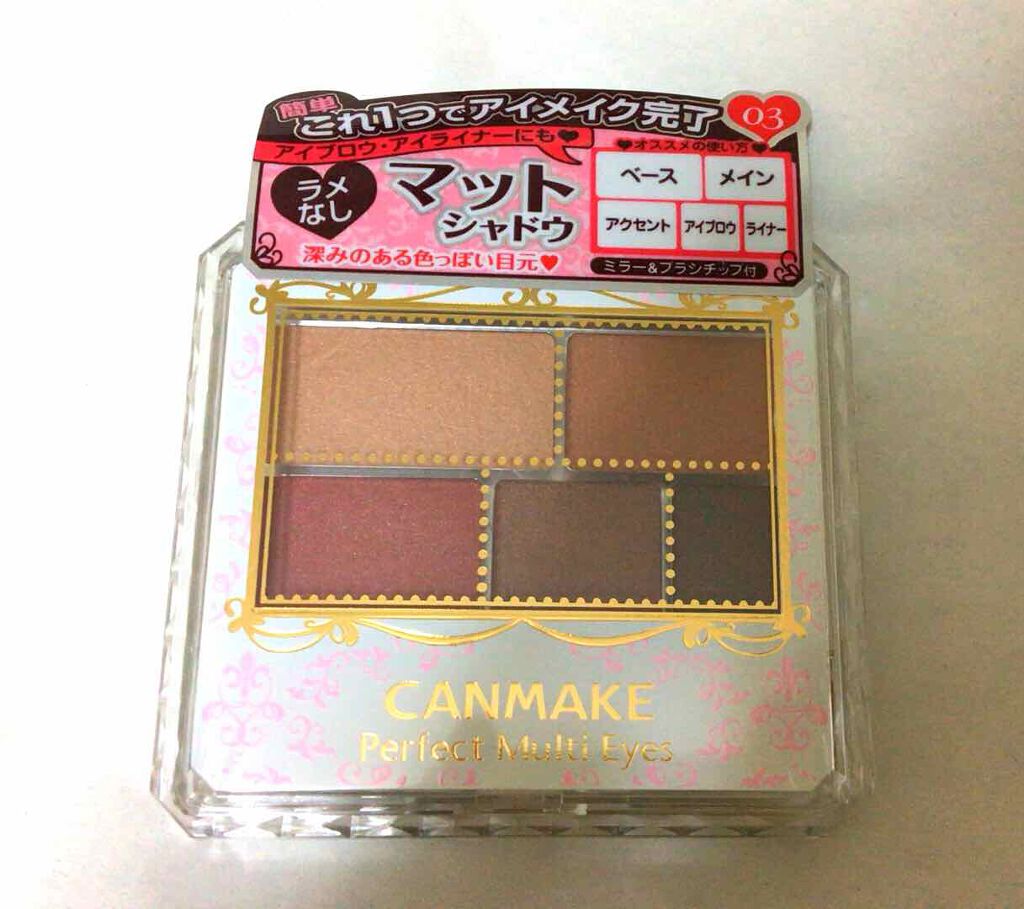 簡単
これ1つでアイメイク完了
03
アイブロウ・アイライナーにも♥
♥オススメの使い方♥
ラメ
なし
マット
シャドウ
深みのある色っぽい目元♥
ベース
メイン
アクセント
アイブロウ
ライナー
ミラー&ブラシチップ付
CANMAKE
Perfect Multi Eyes